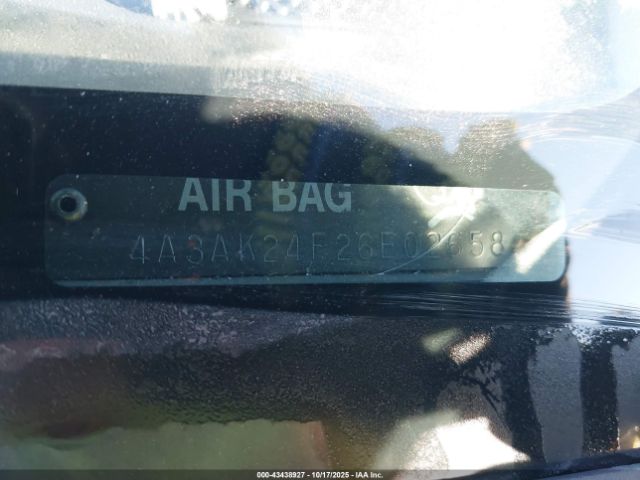 AIR BAG
4A3AK24F26E02658
000-43438927 - 10/17/2025 - IAA Inc.